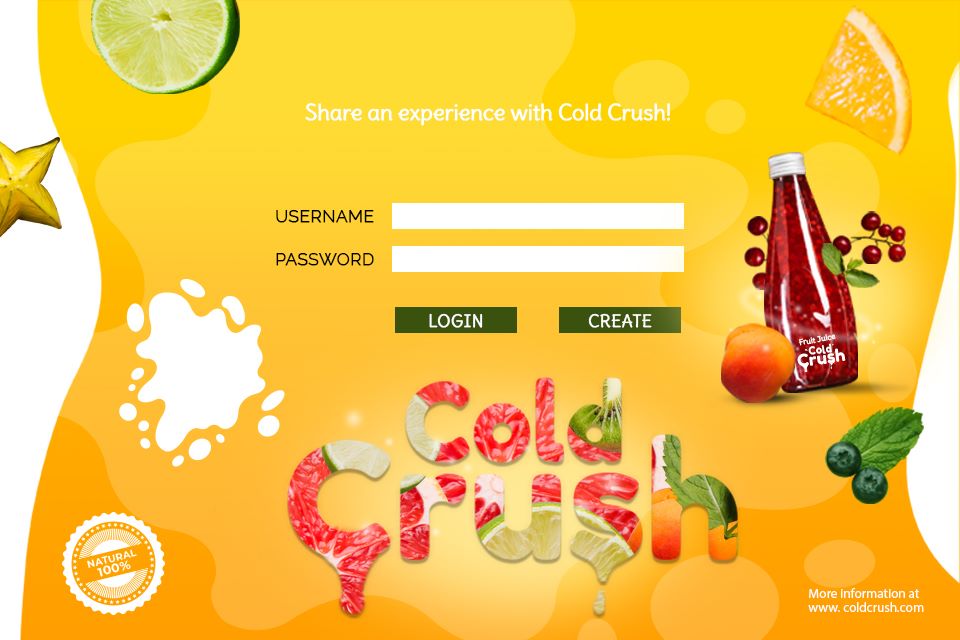 Share an experience with Cold Crush!
USERNAME
PASSWORD
LOGIN
CREATE
Fruit Juice
Cold
Crush
Cold
Crush
NATURAL
100%
More information at
www. coldcrush.com